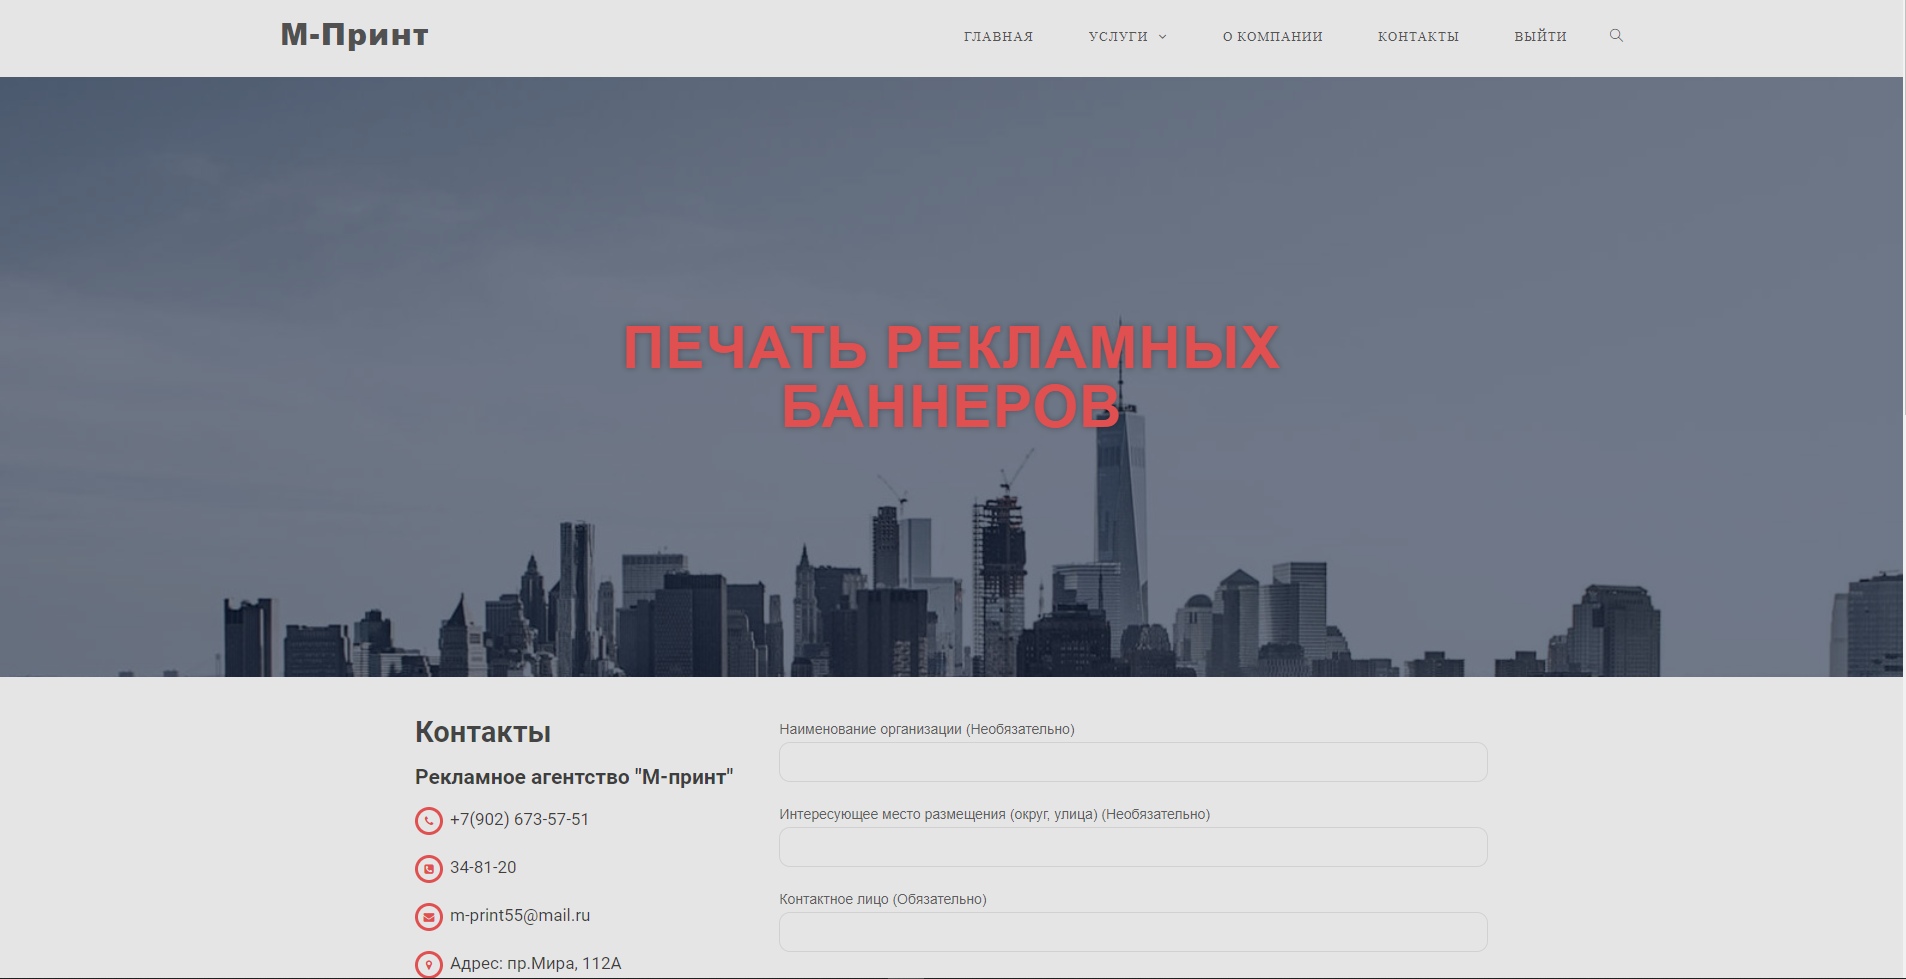 М-Принт
ГЛАВНАЯ
УСЛУГИ
О КОМПАНИИ
КОНТАКТЫ
ВЫЙТИ
ПЕЧАТЬ РЕКЛАМНЫХ
БАННЕРОВ
Контакты
Рекламное агентство "М-принт"
+7(902) 673-57-51
34-81-20
m-print55@mail.ru
Адрес: пр.Мира, 112А
Наименование организации (Необязательно)
Интересующее место размещения (округ, улица) (Необязательно)
Контактное лицо (Обязательно)